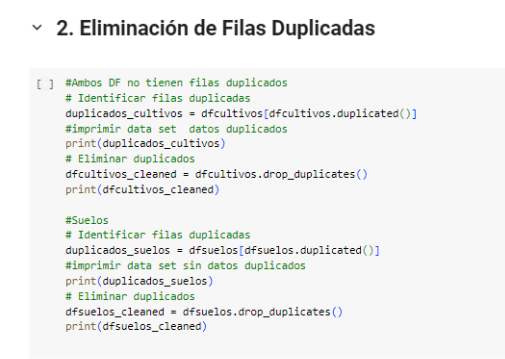 2. Eliminación de Filas Duplicadas
[ ] #Ambos DF no tienen filas duplicados
# Identificar filas duplicadas
duplicados_cultivos = dfcultivos[dfcultivos.duplicated()]
#imprimir data set  datos duplicados
print(duplicados_cultivos)
# Eliminar duplicados
dfcultivos_cleaned = dfcultivos.drop_duplicates()
print(dfcultivos_cleaned)
#Suelos
# Identificar filas duplicadas
duplicados_suelos = dfsuelos[dfsuelos.duplicated()]
#imprimir data set sin datos duplicados
print(duplicados_suelos)
# Eliminar duplicados
dfsuelos_cleaned = dfsuelos.drop_duplicates()
print(dfsuelos_cleaned)